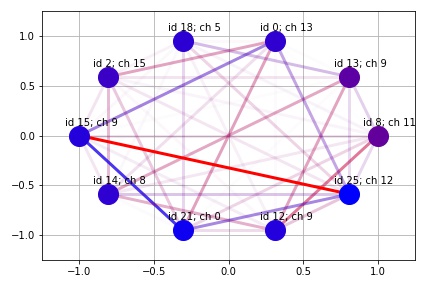 1.0
0.5
0.0
−0.5
−1.0
id 18; ch 5
id 0; ch 13
id 2; ch 15
id 13; ch 9
id 15; ch 9
id 8; ch 11
id 14; ch 8
id 25; ch 12
id 21; ch 0
id 12; ch 9
−1.0 −0.5 0.0 0.5 1.0